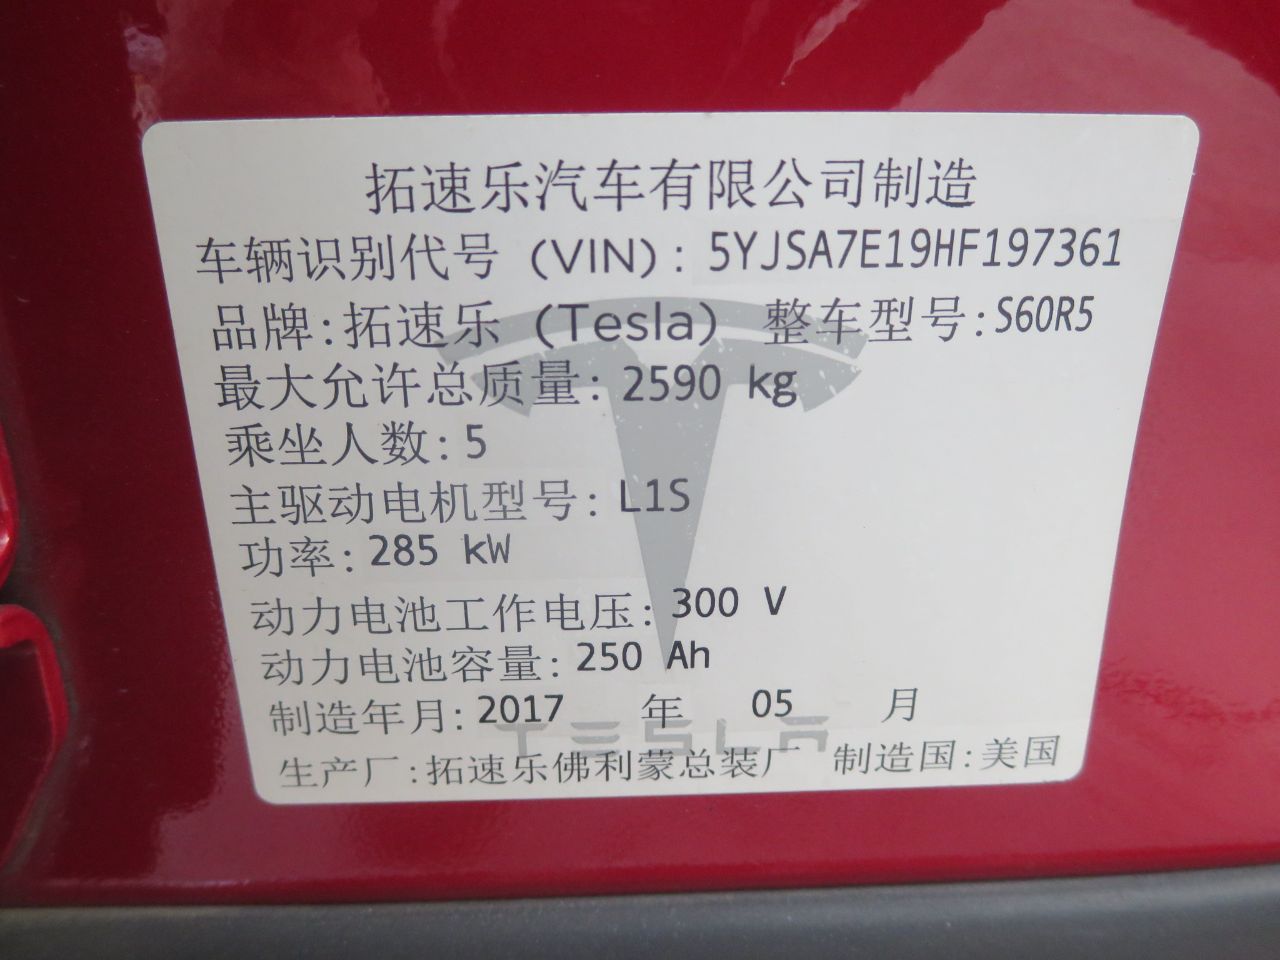 拓速乐汽车有限公司制造
车辆识别代号 (VIN): 5YJSA7E19HF197361
品牌:拓速乐 (Tesla) 整车型号:S60R5
最大允许总质量: 2590 kg
乘坐人数: 5
主驱动电机型号: L1S
功率: 285 kW
动力电池工作电压: 300 V
动力电池容量: 250 Ah
制造年月: 2017 年 05 月
TESLA
生产厂:拓速乐佛利蒙总装厂 制造国:美国